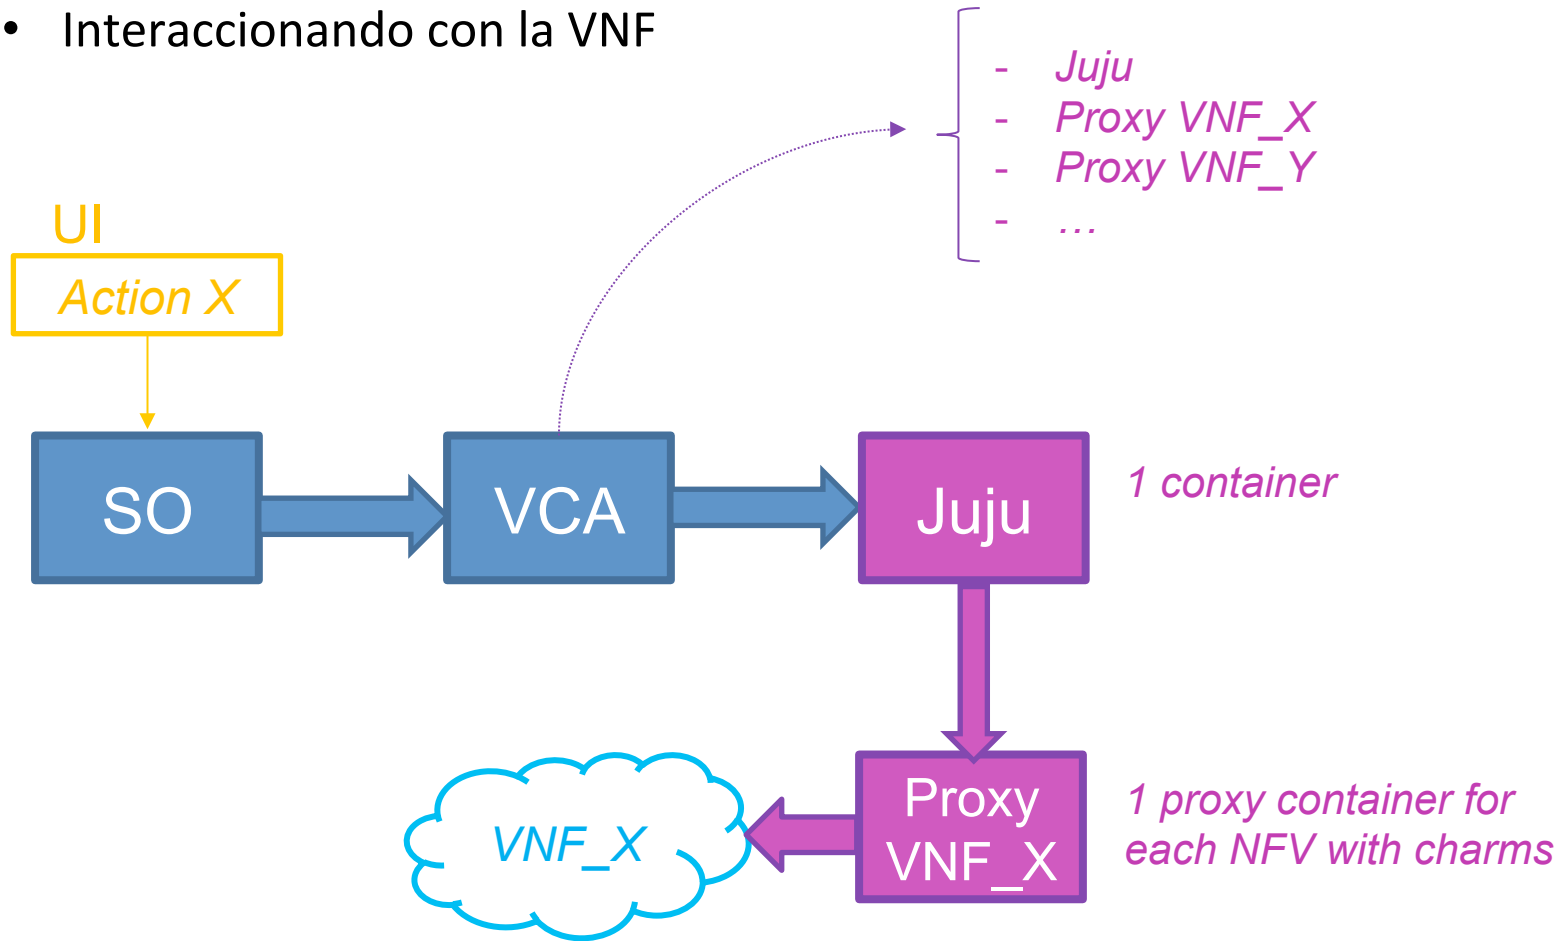 • Interaccionando con la VNF
- Juju
- Proxy VNF_X
- Proxy VNF_Y
- …
UI
Action X
SO
VCA
Juju
1 container
Proxy
VNF_X
1 proxy container for
each NFV with charms
VNF_X